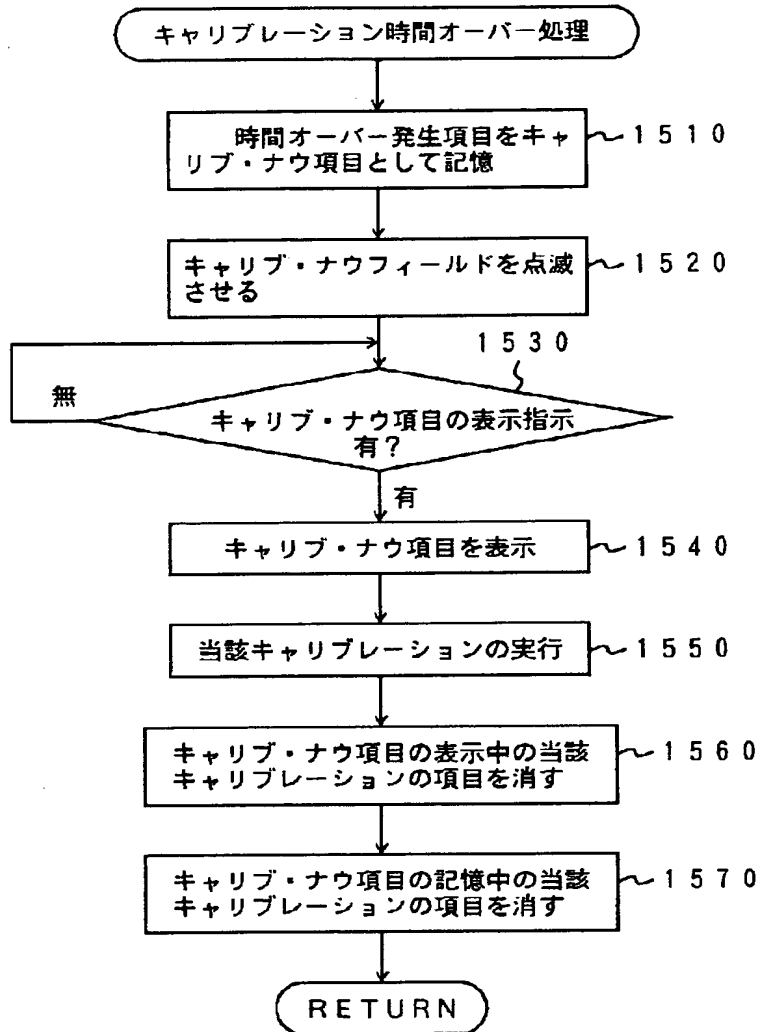 キャリブレーション時間オーバー処理
時間オーバー発生項目をキャ
リブ・ナウ項目として記憶
1510
キャリブ・ナウフィールドを点滅
させる
1520
1530
無
キャリブ・ナウ項目の表示指示
有?
有
キャリブ・ナウ項目を表示
1540
当該キャリブレーションの実行
1550
キャリブ・ナウ項目の表示中の当該
キャリブレーションの項目を消す
1560
キャリブ・ナウ項目の記憶中の当該
キャリブレーションの項目を消す
1570
RETURN